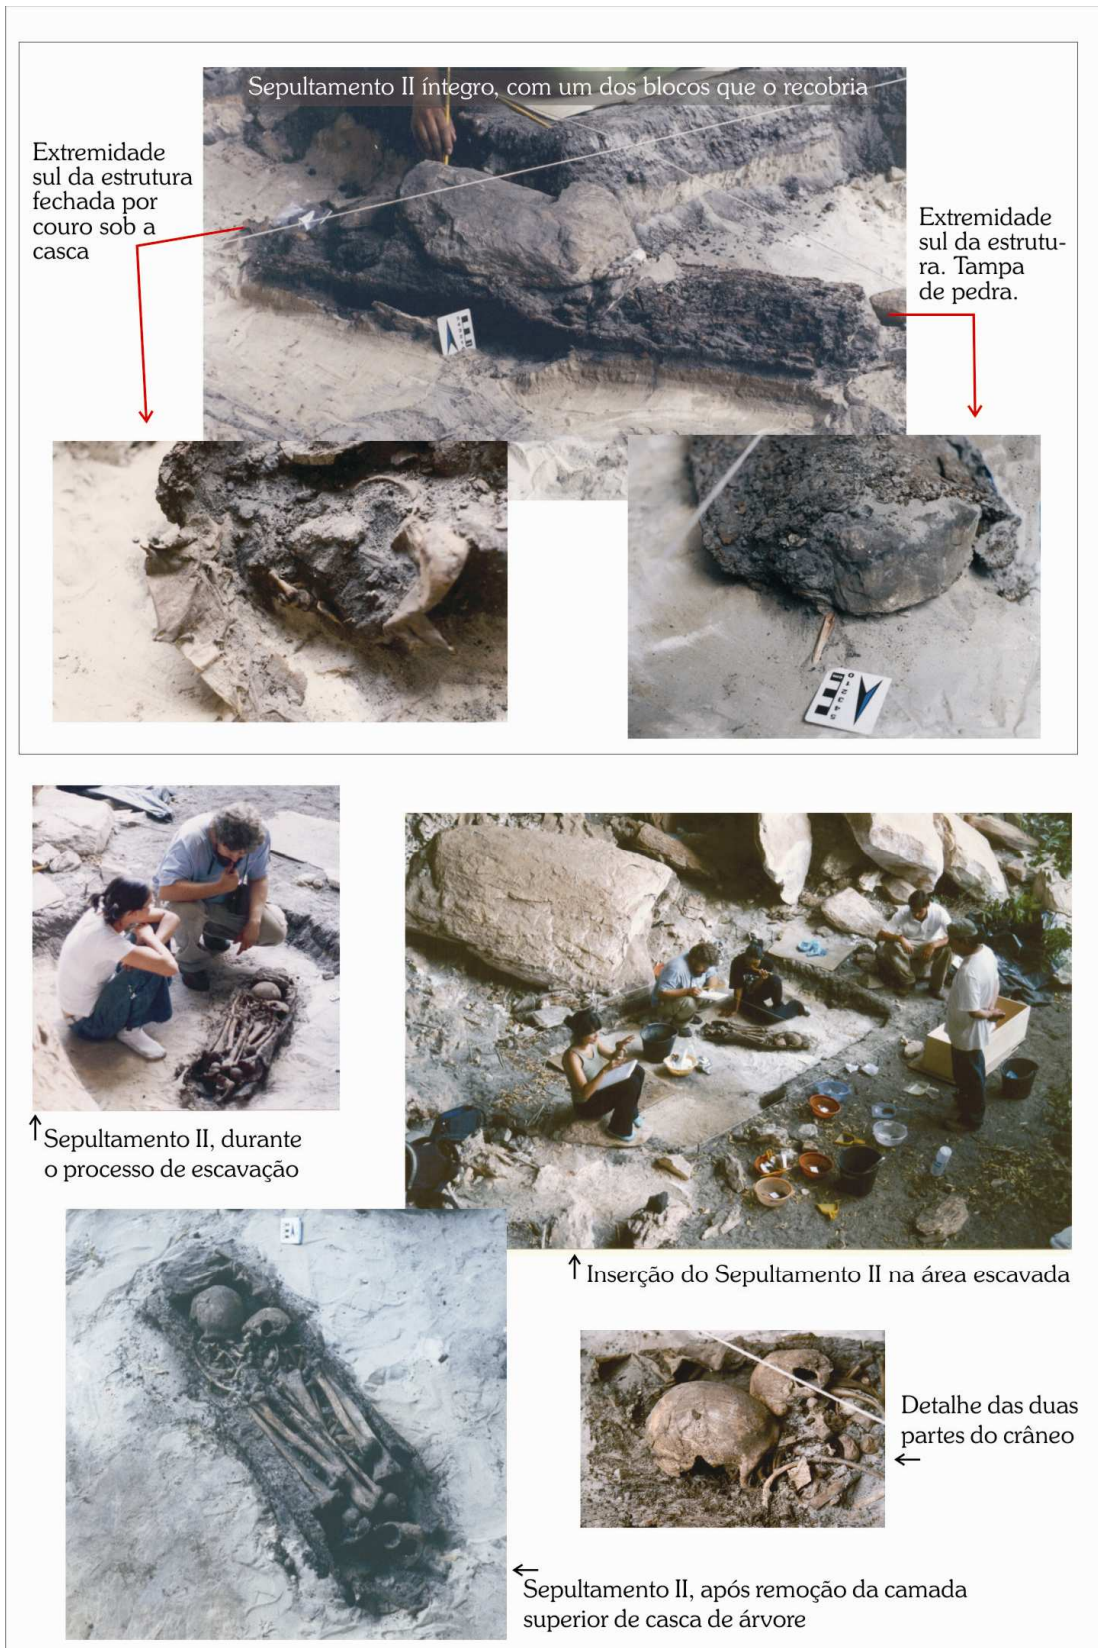 Sepultamento II íntegro, com um dos blocos que o recobria
Extremidade
sul da estrutura
fechada por
couro sob a
casca
Extremidade
sul da estrutu-
ra. Tampa
de pedra.
Sepultamento II, durante
o processo de escavação
Inserção do Sepultamento II na área escavada
Detalhe das duas
partes do crâneo
Sepultamento II, após remoção da camada
superior de casca de árvore